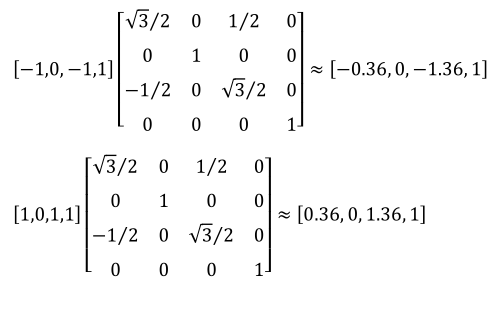 [−1,0, −1,1] [√3/2 0 1/2 0
0 1 0 0
−1/2 0 √3/2 0
0 0 0 1] ≈ [−0.36, 0, −1.36, 1]
[1,0,1,1] [√3/2 0 1/2 0
0 1 0 0
−1/2 0 √3/2 0
0 0 0 1] ≈ [0.36, 0, 1.36, 1]